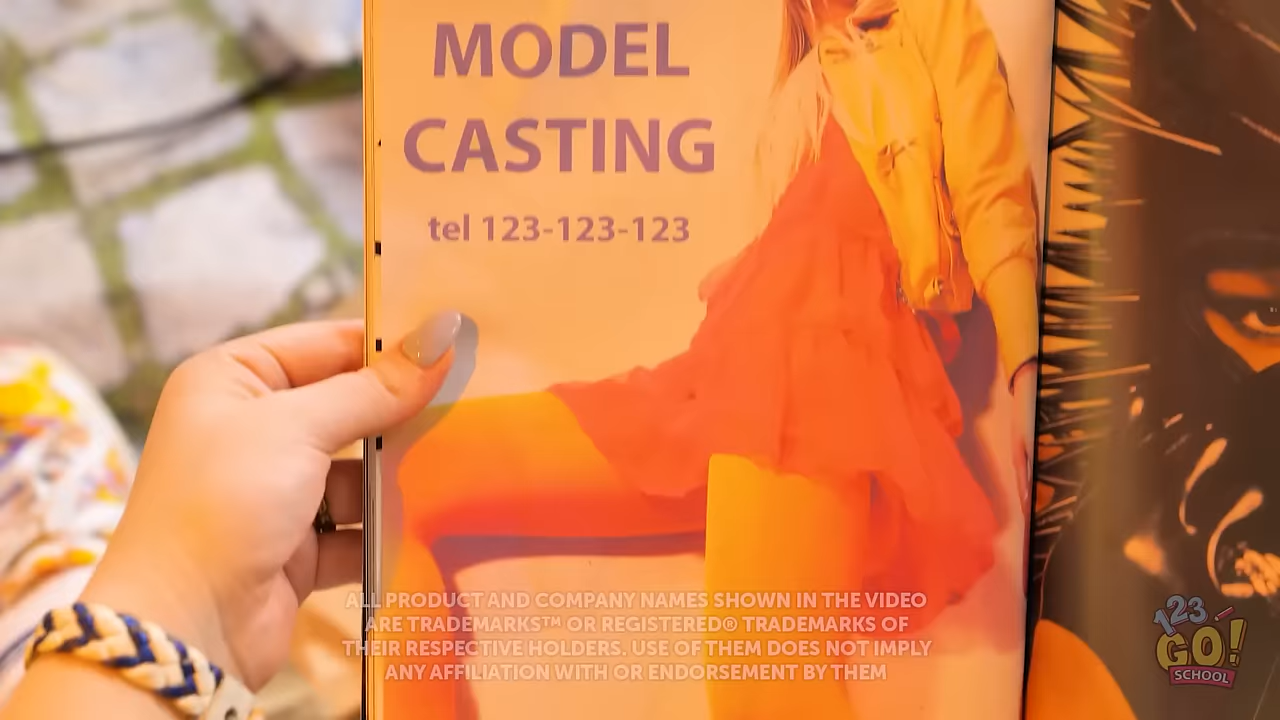 MODEL
CASTING
tel 123-123-123
ALL PRODUCT AND COMPANY NAMES SHOWN IN THE VIDEO
ARE TRADEMARKS™ OR REGISTERED® TRADEMARKS OF
THEIR RESPECTIVE HOLDERS. USE OF THEM DOES NOT IMPLY
ANY AFFILIATION WITH OR ENDORSEMENT BY THEM
123
GO!
SCHOOL